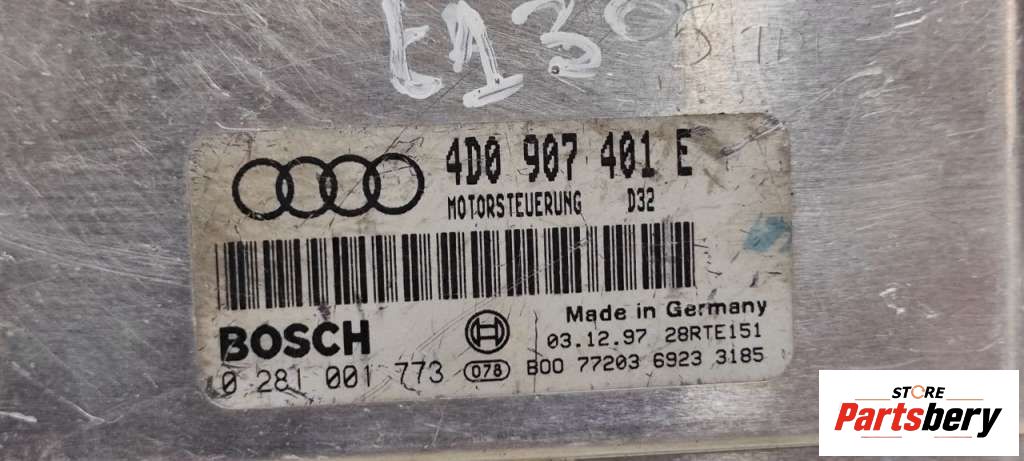 4D0 907 401 E
MOTORSTEUERUNG D32
Made in Germany
BOSCH
03.12.97 28RTE151
0 281 001 773 078 B00 77203 6923 3185
STORE
Partsbery